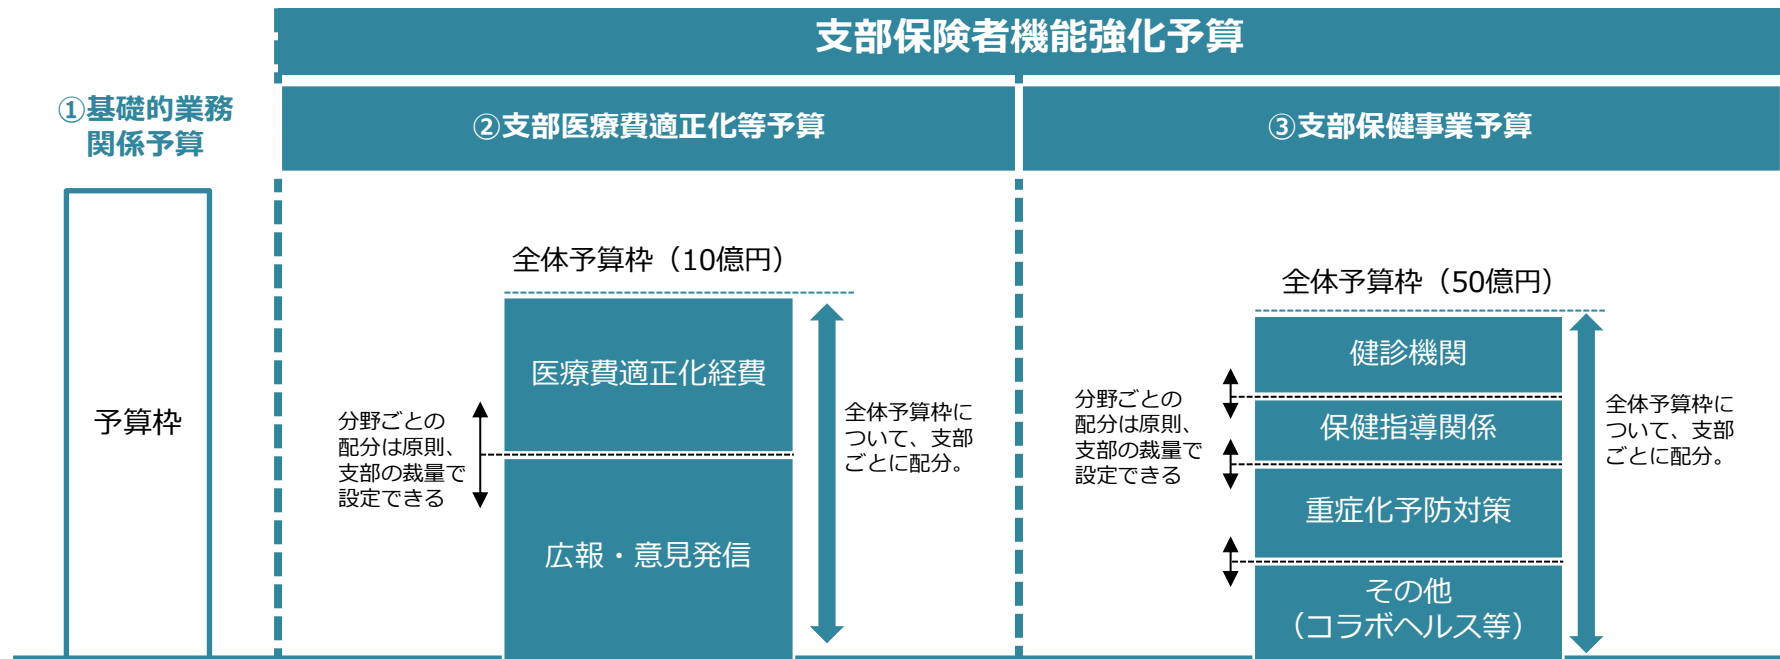 支部保険者機能強化予算
①基礎的業務
関係予算
②支部医療費適正化等予算
③支部保健事業予算
予算枠
全体予算枠（10億円）
医療費適正化経費
広報・意見発信
分野ごとの
配分は原則、
支部の裁量で
設定できる
全体予算枠に
ついて、支部
ごとに配分。
全体予算枠（50億円）
健診機関
保健指導関係
重症化予防対策
その他
（コラボヘルス等）
分野ごとの
配分は原則、
支部の裁量で
設定できる
全体予算枠に
ついて、支部
ごとに配分。